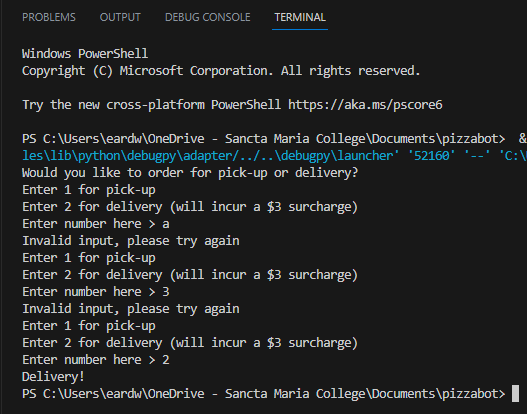 PROBLEMS OUTPUT DEBUG CONSOLE TERMINAL
Windows PowerShell
Copyright (C) Microsoft Corporation. All rights reserved.
Try the new cross-platform PowerShell https://aka.ms/pscore6
PS C:\Users\eardw\OneDrive - Sancta Maria College\Documents\pizzabot> &
les\lib\python\debugpy\adapter/../..\debugpy\launcher' '52160' '--' 'C:\
Would you like to order for pick-up or delivery?
Enter 1 for pick-up
Enter 2 for delivery (will incur a $3 surcharge)
Enter number here > a
Invalid input, please try again
Enter 1 for pick-up
Enter 2 for delivery (will incur a $3 surcharge)
Enter number here > 3
Invalid input, please try again
Enter 1 for pick-up
Enter 2 for delivery (will incur a $3 surcharge)
Enter number here > 2
Delivery!
PS C:\Users\eardw\OneDrive - Sancta Maria College\Documents\pizzabot>